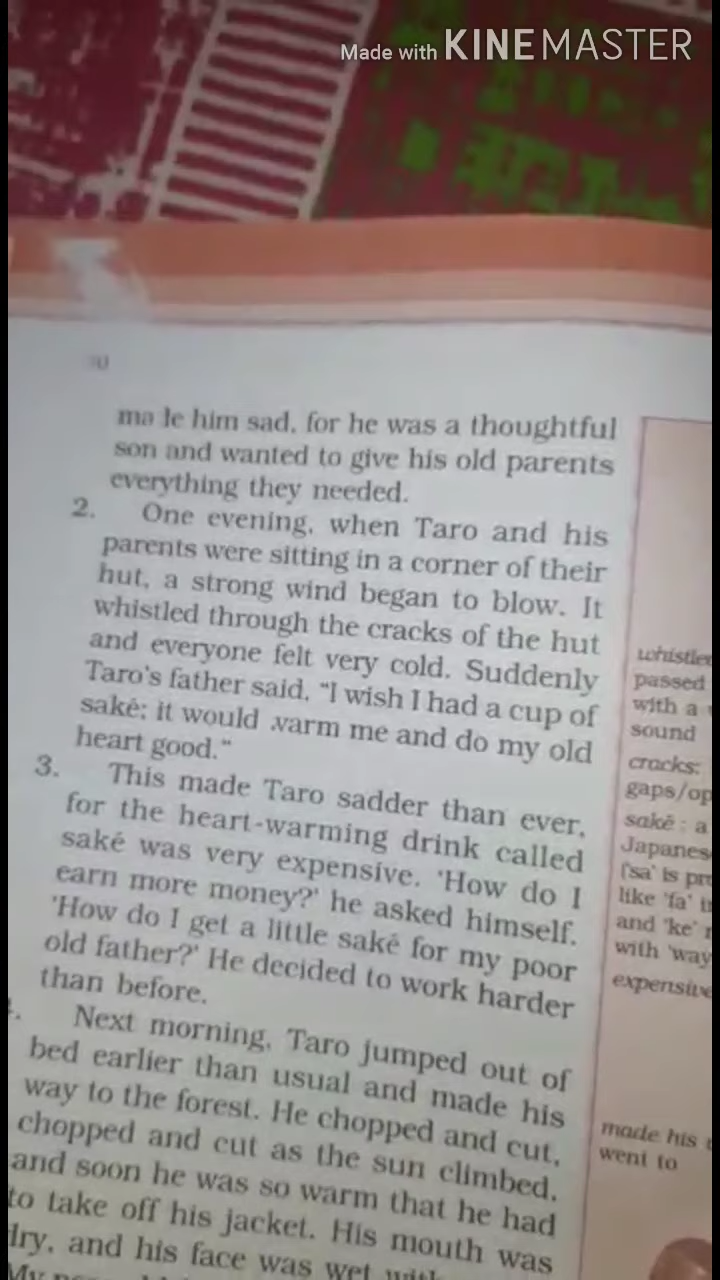 Made with KINEMASTER
made him sad, for he was a thoughtful
son and wanted to give his old parents
everything they needed.
2. One evening, when Taro and his
parents were sitting in a corner of their
hut, a strong wind began to blow. It
whistled through the cracks of the hut
and everyone felt very cold. Suddenly
Taro's father said, "I wish I had a cup of
saké; it would warm me and do my old
heart good."
3. This made Taro sadder than ever,
for the heart-warming drink called
saké was very expensive. 'How do I
earn more money?' he asked himself.
'How do I get a little saké for my poor
old father?' He decided to work harder
than before.
Next morning, Taro jumped out of
bed earlier than usual and made his
way to the forest. He chopped and cut,
chopped and cut as the sun climbed,
and soon he was so warm that he had
to take off his jacket. His mouth was
dry, and his face was wet with
My
whistled
passed
with a
sound
cracks:
gaps/op
saké : a
Japanes
('sa' is pro
like 'fa' i
and 'ke' r
with 'way
expensive
made his
went to